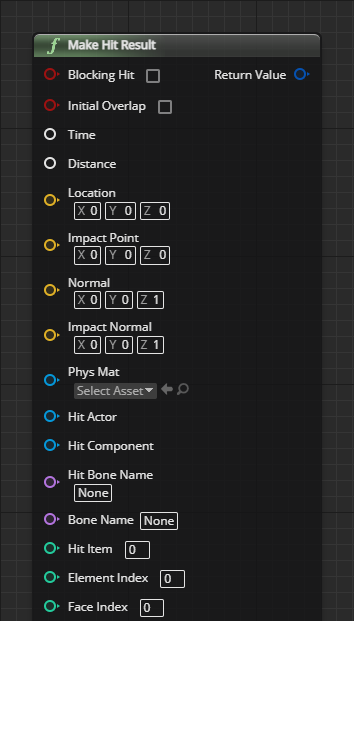 f Make Hit Result
Blocking Hit Return Value
Initial Overlap
Time
Distance
Location
X 0 Y 0 Z 0
Impact Point
X 0 Y 0 Z 0
Normal
X 0 Y 0 Z 1
Impact Normal
X 0 Y 0 Z 1
Phys Mat
Select Asset
Hit Actor
Hit Component
Hit Bone Name
None
Bone Name None
Hit Item 0
Element Index 0
Face Index 0